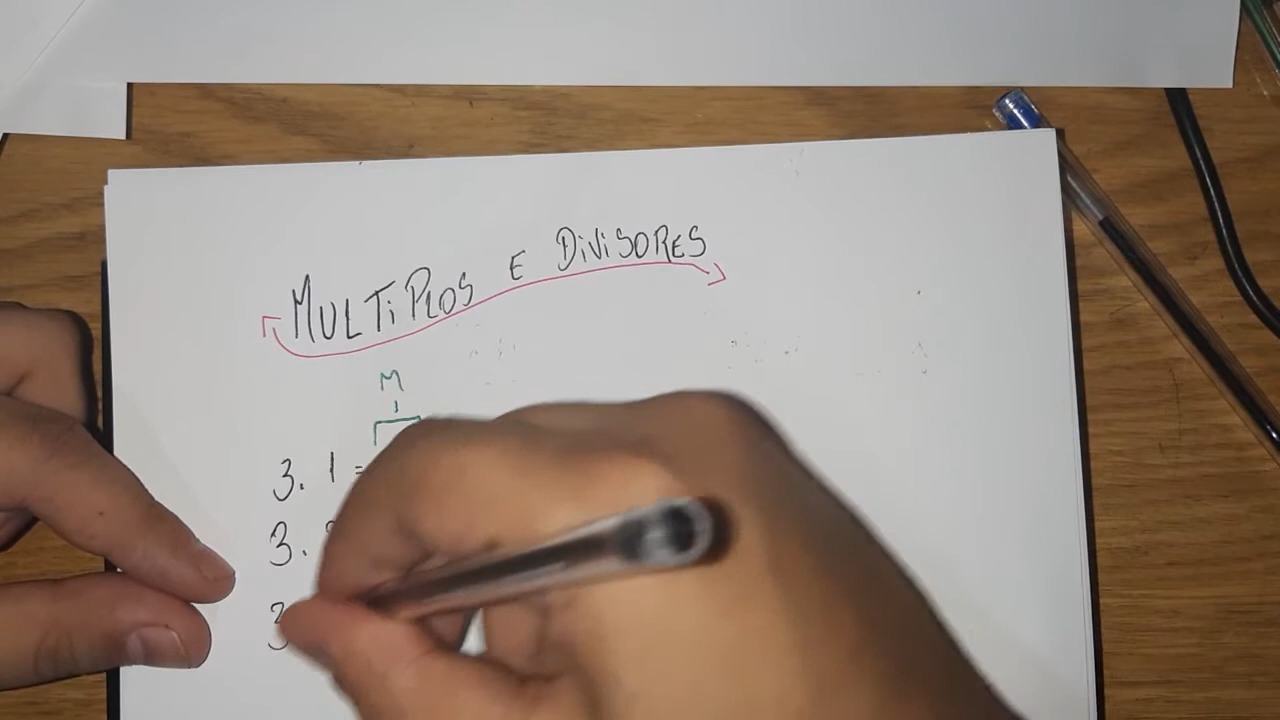 MULTiPLOS E DiViSORES
M
3. 1 =
3.
3